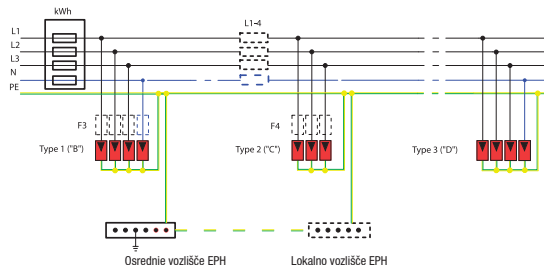 kWh
L1-4
L1
L2
L3
N
PE
F3
F4
Type 1 ("B")
Type 2 ("C")
Type 3 ("D")
Osrednje vozlišče EPH
Lokalno vozlišče EPH